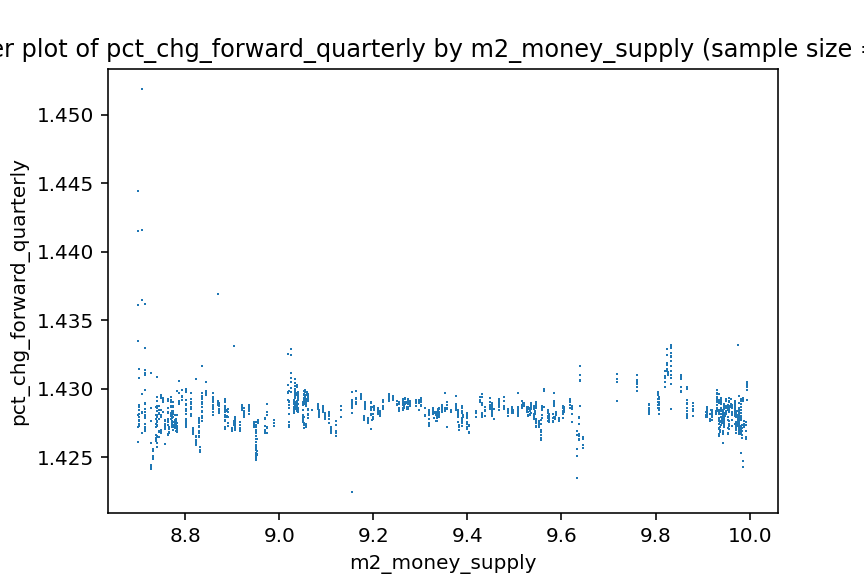 er plot of pct_chg_forward_quarterly by m2_money_supply (sample size =
1.450
1.445
1.440
1.435
1.430
1.425
pct_chg_forward_quarterly
8.8 9.0 9.2 9.4 9.6 9.8 10.0
m2_money_supply